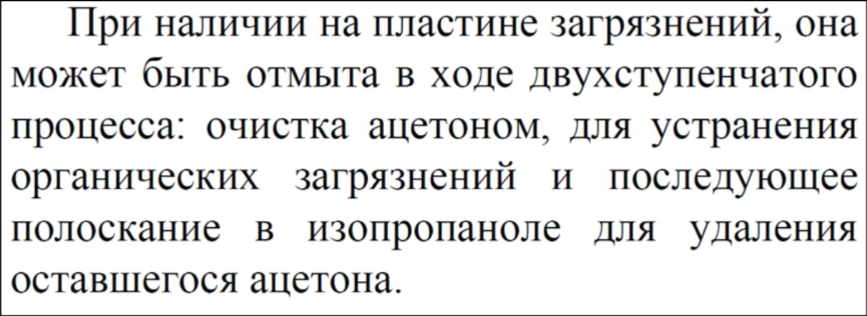 При наличии на пластине загрязнений, она
может быть отмыта в ходе двухступенчатого
процесса: очистка ацетоном, для устранения
органических загрязнений и последующее
полоскание в изопропаноле для удаления
оставшегося ацетона.